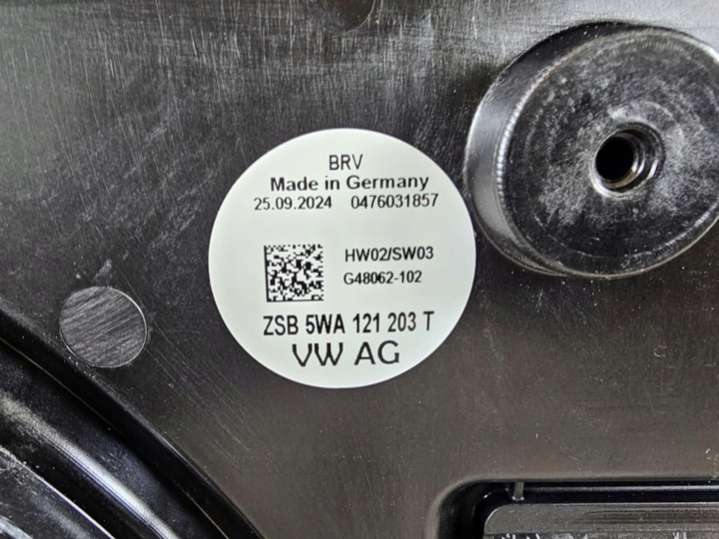 BRV
Made in Germany
25.09.2024 0476031857
HW02/SW03
G48062-102
ZSB 5WA 121 203 T
VW AG